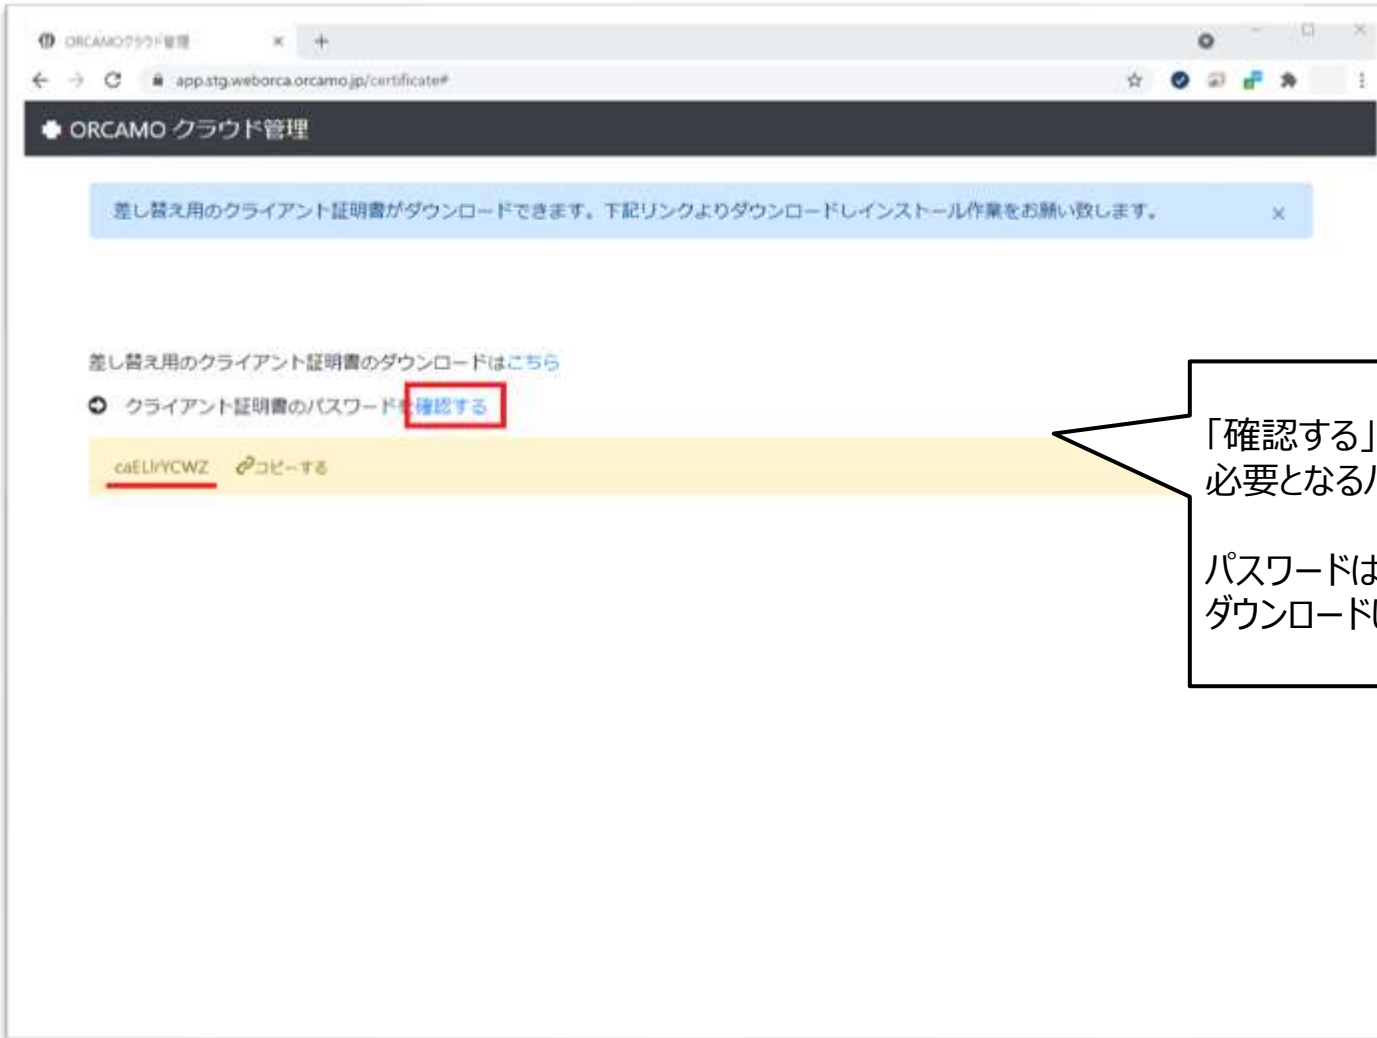 ORCAMOクラウド管理
app.stg.weborca.orcamo.jp/certificate#
ORCAMO クラウド管理
差し替え用のクライアント証明書がダウンロードできます。下記リンクよりダウンロードしインストール作業をお願い致します。 ×
差し替え用のクライアント証明書のダウンロードはこちら
クライアント証明書のパスワードを確認する
コピーする
「確認する」
必要となる
パスワードは
ダウンロード